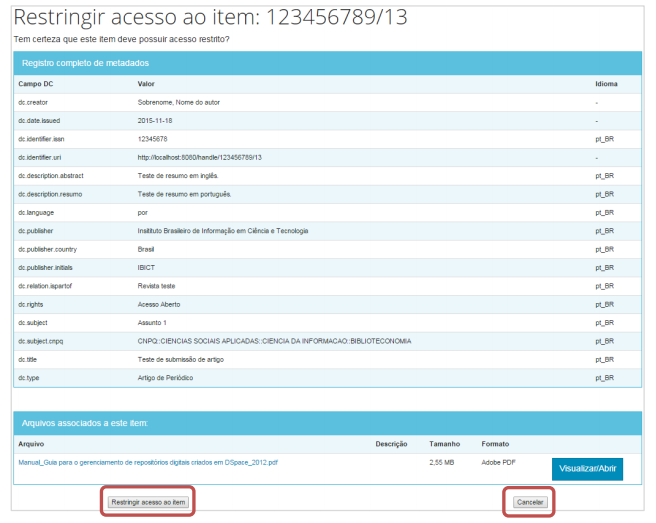 Restringir acesso ao item: 123456789/13
Tem certeza que este item deve possuir acesso restrito?
Registro completo de metadados
Campo DC Valor Idioma
dc.creator Sobrenome, Nome do autor -
dc.date.issued 2015-11-18 -
dc.identifier.issn 12345678 pt_BR
dc.identifier.uri http://localhost:8080/handle/123456789/13 -
dc.description.abstract Teste de resumo em inglês. pt_BR
dc.description.resumo Teste de resumo em português. pt_BR
dc.language por pt_BR
dc.publisher Instituto Brasileiro de Informação em Ciência e Tecnologia pt_BR
dc.publisher.country Brasil pt_BR
dc.publisher.initials IBICT pt_BR
dc.relation.ispartof Revista teste pt_BR
dc.rights Acesso Aberto pt_BR
dc.subject Assunto 1 pt_BR
dc.subject.cnpq CNPQ::CIENCIAS SOCIAIS APLICADAS::CIENCIA DA INFORMACAO::BIBLIOTECONOMIA pt_BR
dc.title Teste de submissão de artigo pt_BR
dc.type Artigo de Periódico pt_BR
Arquivos associados a este item:
Arquivo Descrição Tamanho Formato
Manual_Guia para o gerenciamento de repositórios digitais criados em DSpace_2012.pdf 2,55 MB Adobe PDF Visualizar/Abrir
Restringir acesso ao item Cancelar